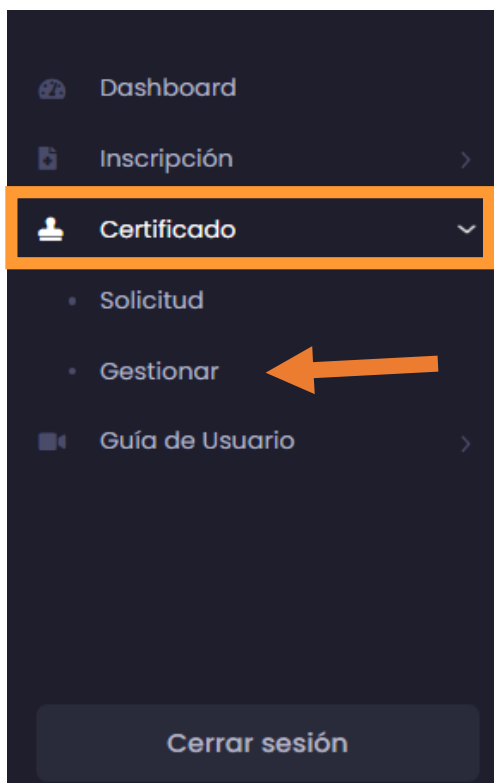 Dashboard
Inscripción
Certificado
Solicitud
Gestionar
Guía de Usuario
Cerrar sesión